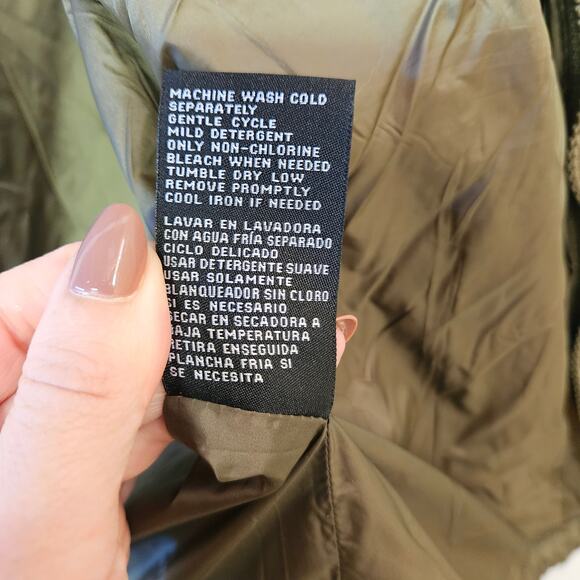 MACHINE WASH COLD
SEPARATELY
GENTLE CYCLE
MILD DETERGENT
ONLY NON-CHLORINE
BLEACH WHEN NEEDED
TUMBLE DRY LOW
REMOVE PROMPTLY
COOL IRON IF NEEDED
LAVAR EN LAVADORA
CON AGUA FRÍA SEPARADO
CICLO DELICADO
USAR DETERGENTE SUAVE
USAR SOLAMENTE
BLANQUEADOR SIN CLORO
SI ES NECESARIO
SECAR EN SECADORA A
BAJA TEMPERATURA
RETIRA ENSEGUIDA
PLANCHA FRIA SI
SE NECESITA